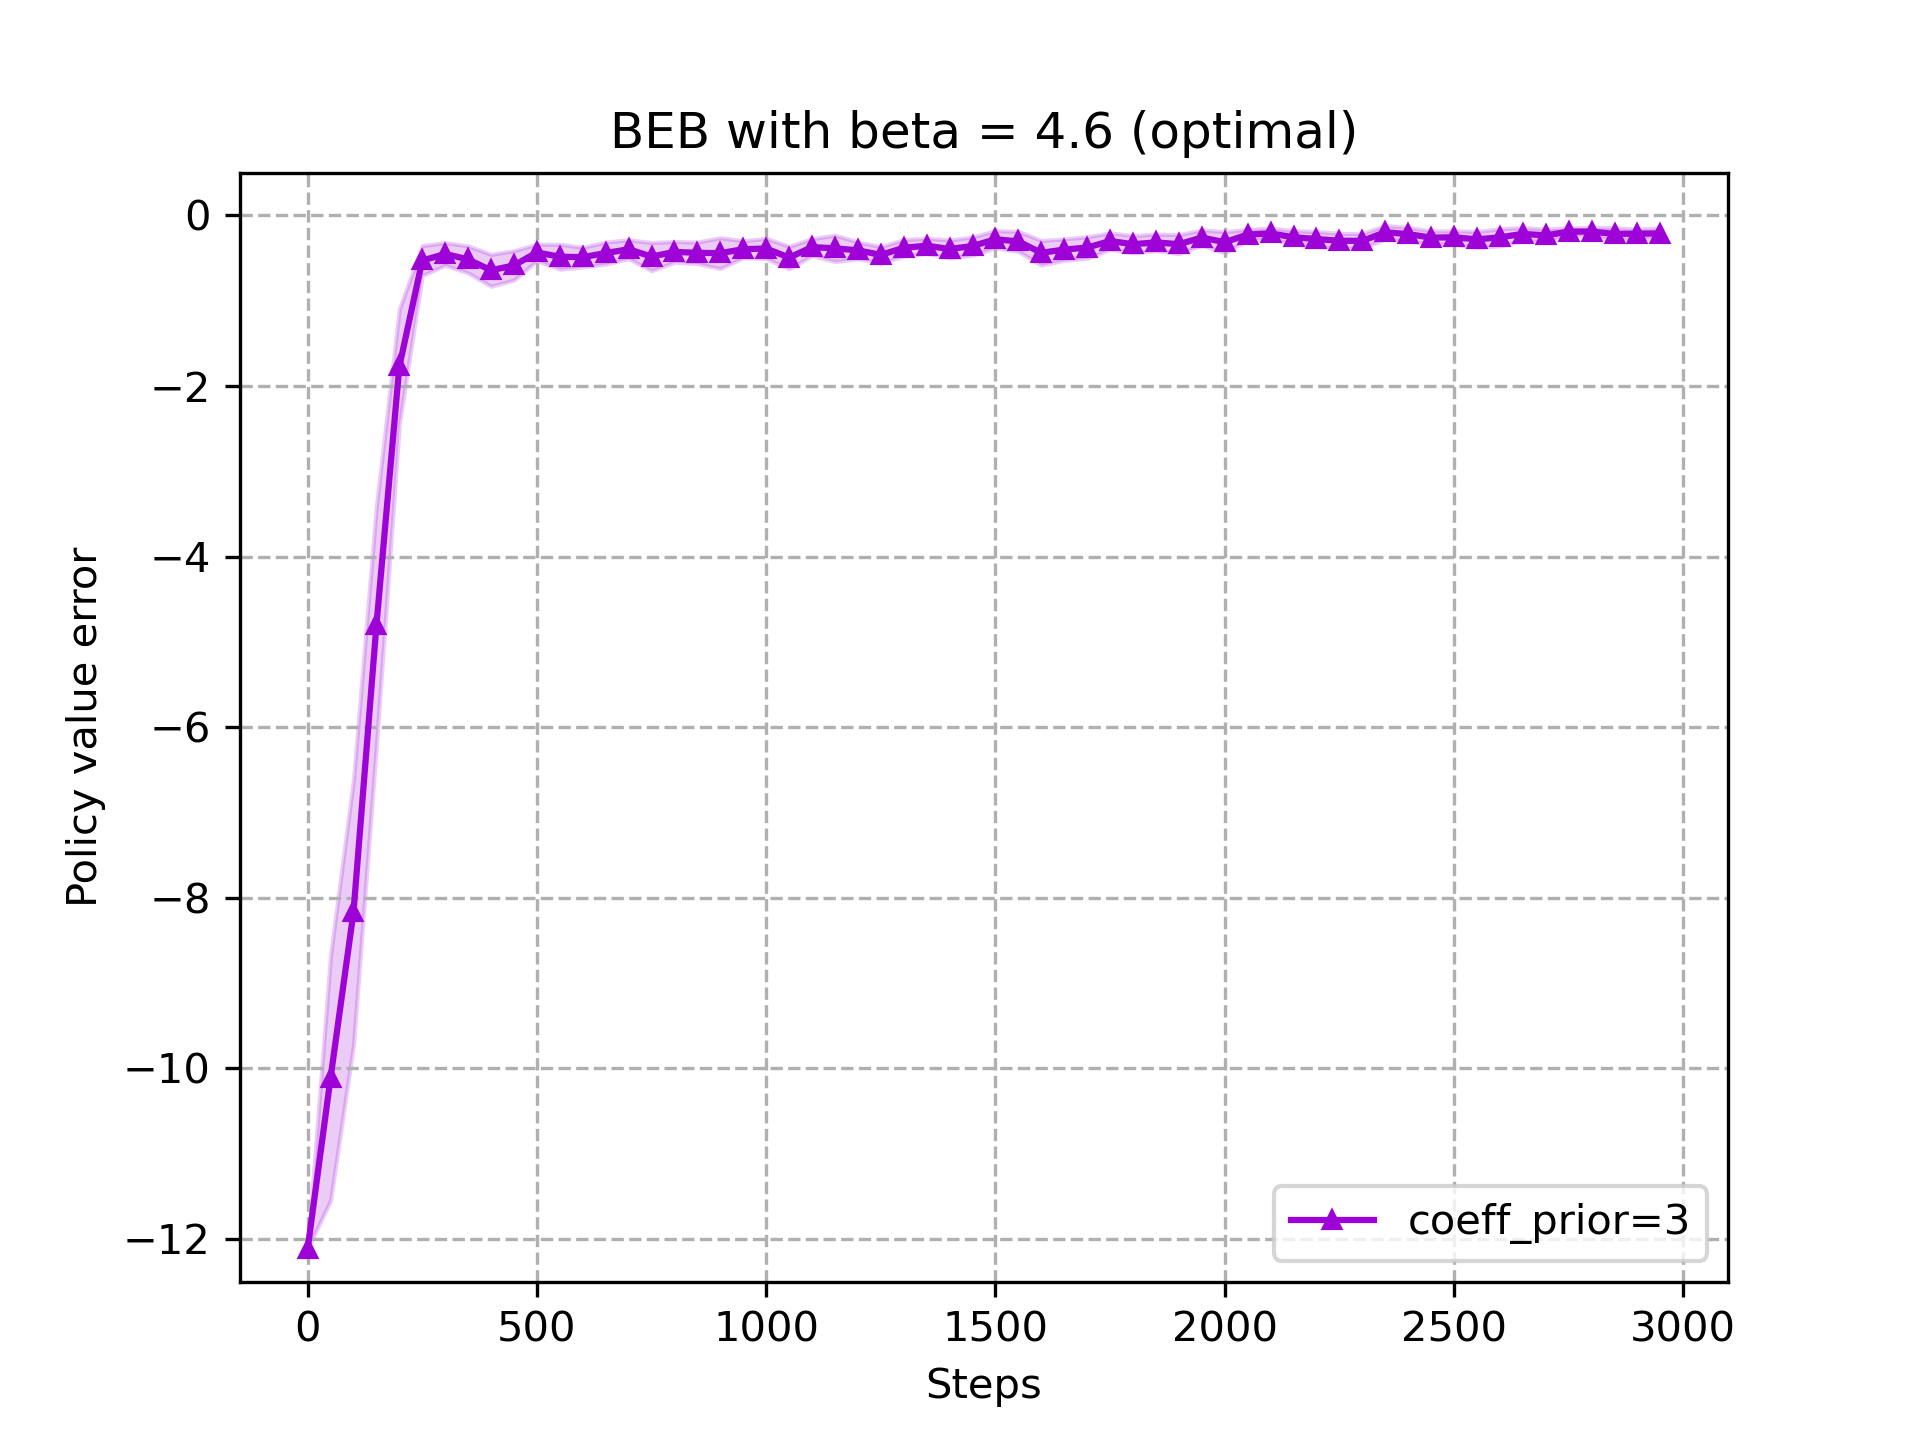 BEB with beta = 4.6 (optimal)
0
−2
−4
−6
−8
−10
−12
Policy value error
coeff_prior=3
0 500 1000 1500 2000 2500 3000
Steps